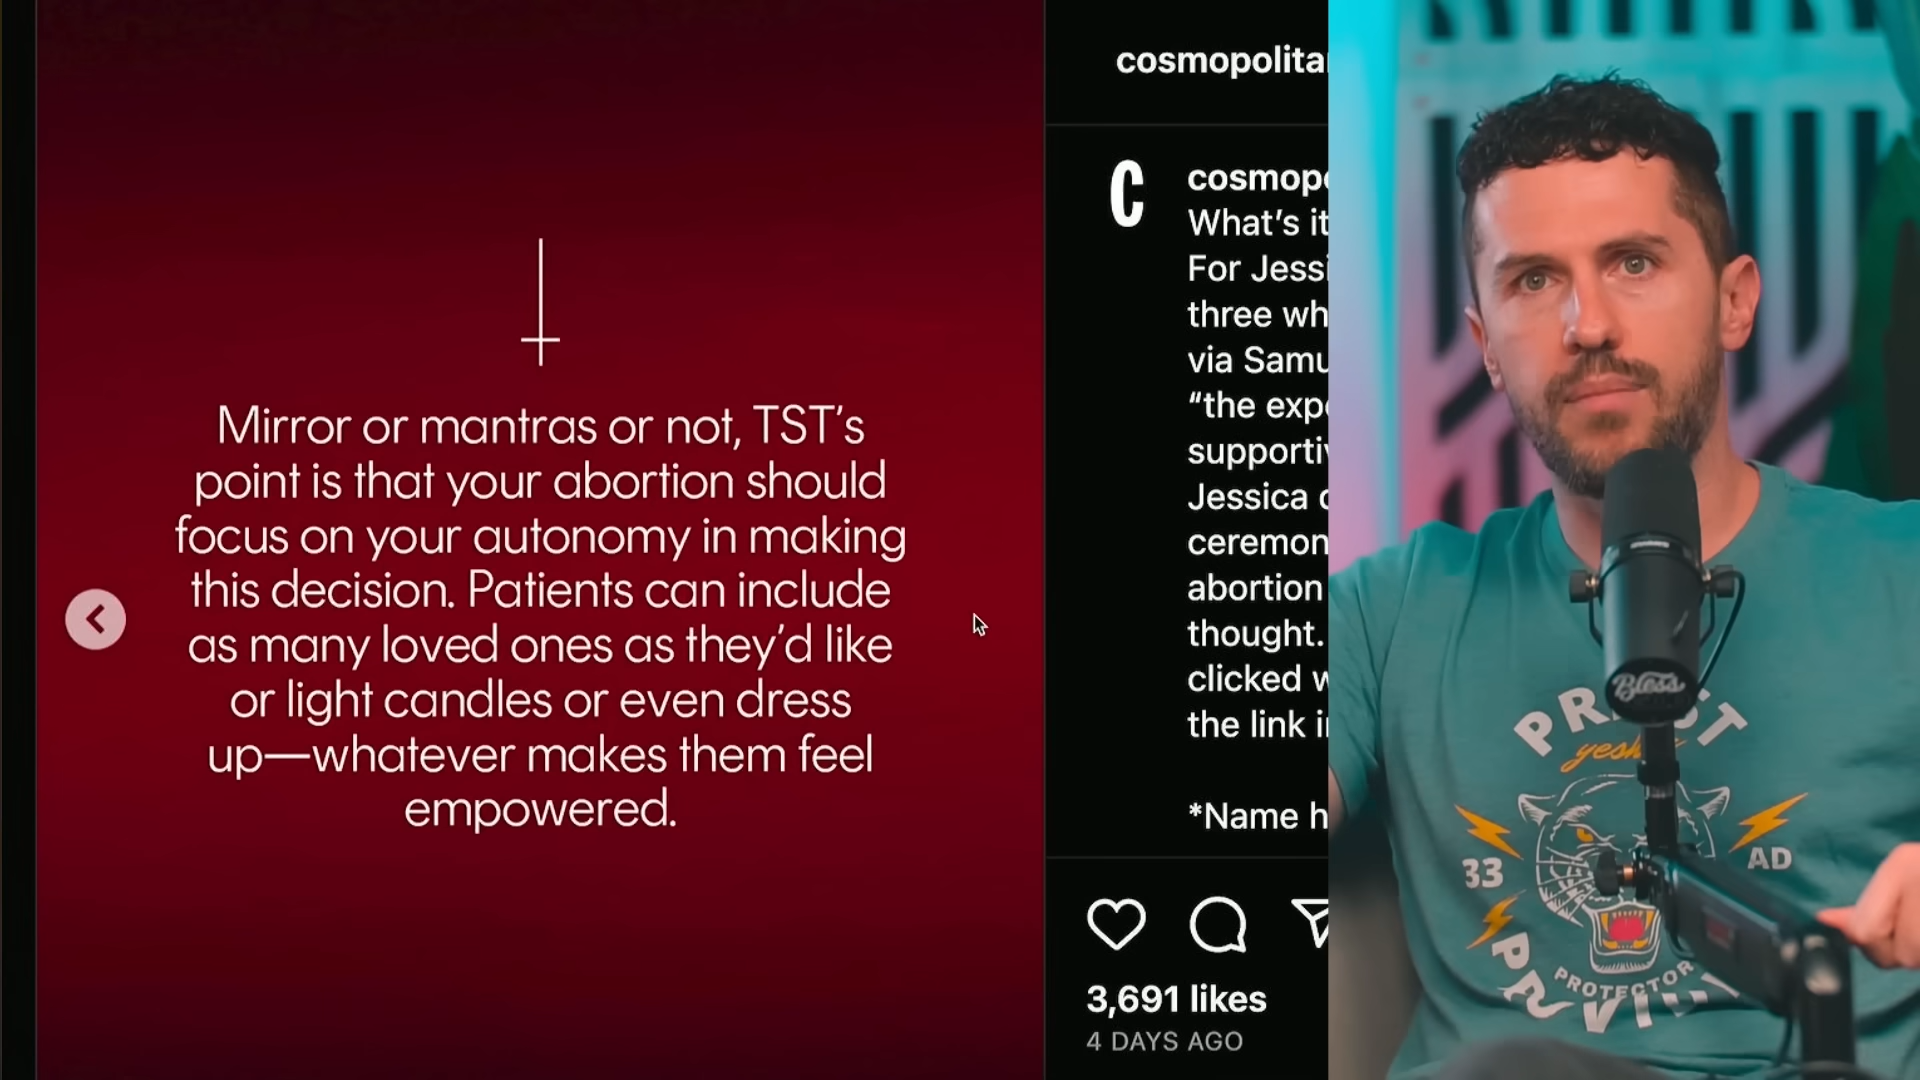 Mirror or mantras or not, TST's
point is that your abortion should
focus on your autonomy in making
this decision. Patients can include
as many loved ones as they'd like
or light candles or even dress
up—whatever makes them feel
empowered.
cosmopolita
C
cosmop
What's it
For Jessi
three wh
via Samu
“the exp
supporti
Jessica
ceremon
abortion
thought.
clicked w
the link i
*Name h
3,691 likes
4 DAYS AGO
Bless
yesh
33
AD
PROTECTOR